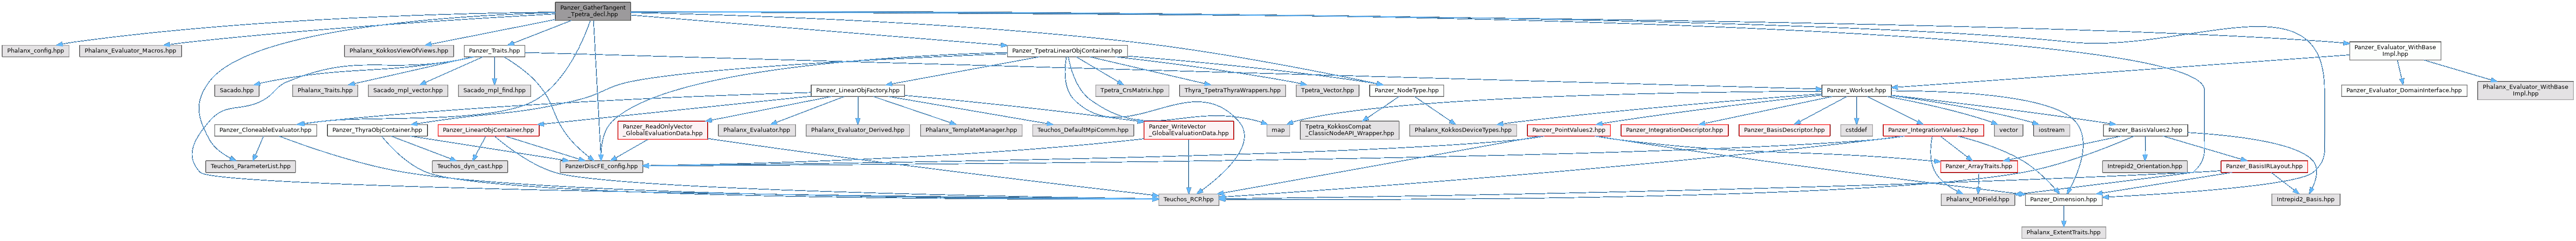 Panzer_GatherTangent
_Tpetra_decl.hpp
Phalanx_config.hpp
Phalanx_Evaluator_Macros.hpp
Phalanx_KokkosViewOfViews.hpp
Panzer_Traits.hpp
Panzer_TpetraLinearObjContainer.hpp
Panzer_Evaluator_WithBase
Impl.hpp
Sacado.hpp
Phalanx_Traits.hpp
Sacado_mpl_vector.hpp
Sacado_mpl_find.hpp
Panzer_LinearObjFactory.hpp
Tpetra_CrsMatrix.hpp
Thyra_TpetraThyraWrappers.hpp
Tpetra_Vector.hpp
Panzer_NodeType.hpp
Panzer_Workset.hpp
Panzer_Evaluator_DomainInterface.hpp
Phalanx_Evaluator_WithBase
Impl.hpp
Panzer_CloneableEvaluator.hpp
Panzer_ThyraObjContainer.hpp
Panzer_LinearObjContainer.hpp
Panzer_ReadOnlyVector
_GlobalEvaluationData.hpp
Phalanx_Evaluator.hpp
Phalanx_Evaluator_Derived.hpp
Phalanx_TemplateManager.hpp
Teuchos_DefaultMpiComm.hpp
Panzer_WriteVector
_GlobalEvaluationData.hpp
map
Tpetra_KokkosCompat
_ClassicNodeAPI_Wrapper.hpp
Phalanx_KokkosDeviceTypes.hpp
Panzer_PointValues2.hpp
Panzer_IntegrationDescriptor.hpp
Panzer_BasisDescriptor.hpp
cstddef
Panzer_IntegrationValues2.hpp
vector
iostream
Panzer_BasisValues2.hpp
Teuchos_ParameterList.hpp
Teuchos_dyn_cast.hpp
PanzerDiscFE_config.hpp
Panzer_ArrayTraits.hpp
Intrepid2_Orientation.hpp
Panzer_BasisIRLayout.hpp
Teuchos_RCP.hpp
Phalanx_MDField.hpp
Panzer_Dimension.hpp
Intrepid2_Basis.hpp
Phalanx_ExtentTraits.hpp